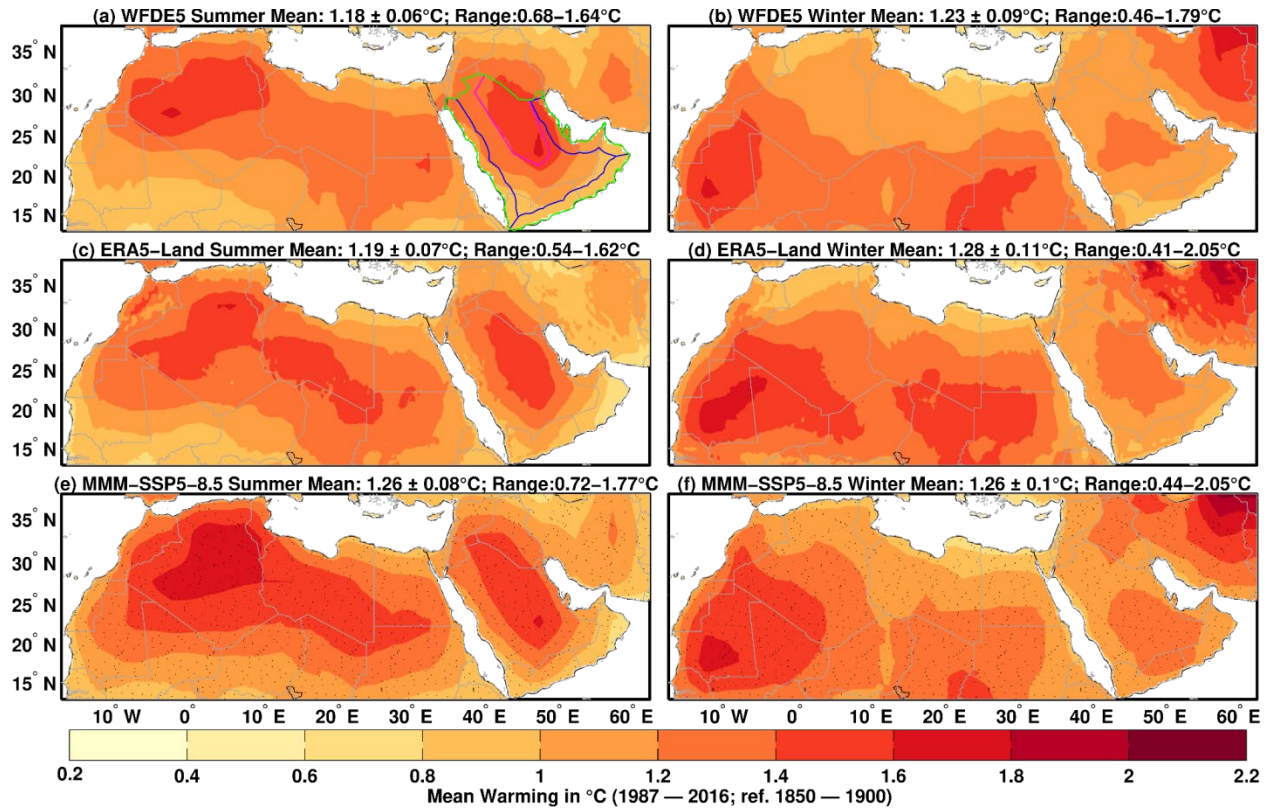 (a) WFDE5 Summer Mean: 1.18 ± 0.06°C; Range:0.68−1.64°C
(b) WFDE5 Winter Mean: 1.23 ± 0.09°C; Range:0.46−1.79°C
35° N
30° N
25° N
20° N
15° N
(c) ERA5−Land Summer Mean: 1.19 ± 0.07°C; Range:0.54−1.62°C
(d) ERA5−Land Winter Mean: 1.28 ± 0.11°C; Range:0.41−2.05°C
35° N
30° N
25° N
20° N
15° N
(e) MMM−SSP5−8.5 Summer Mean: 1.26 ± 0.08°C; Range:0.72−1.77°C
(f) MMM−SSP5−8.5 Winter Mean: 1.26 ± 0.1°C; Range:0.44−2.05°C
35° N
30° N
25° N
20° N
15° N
10° W 0° 10° E 20° E 30° E 40° E 50° E 60° E
10° W 0° 10° E 20° E 30° E 40° E 50° E 60° E
0.2 0.4 0.6 0.8 1 1.2 1.4 1.6 1.8 2 2.2
Mean Warming in °C (1987 — 2016; ref. 1850 — 1900)